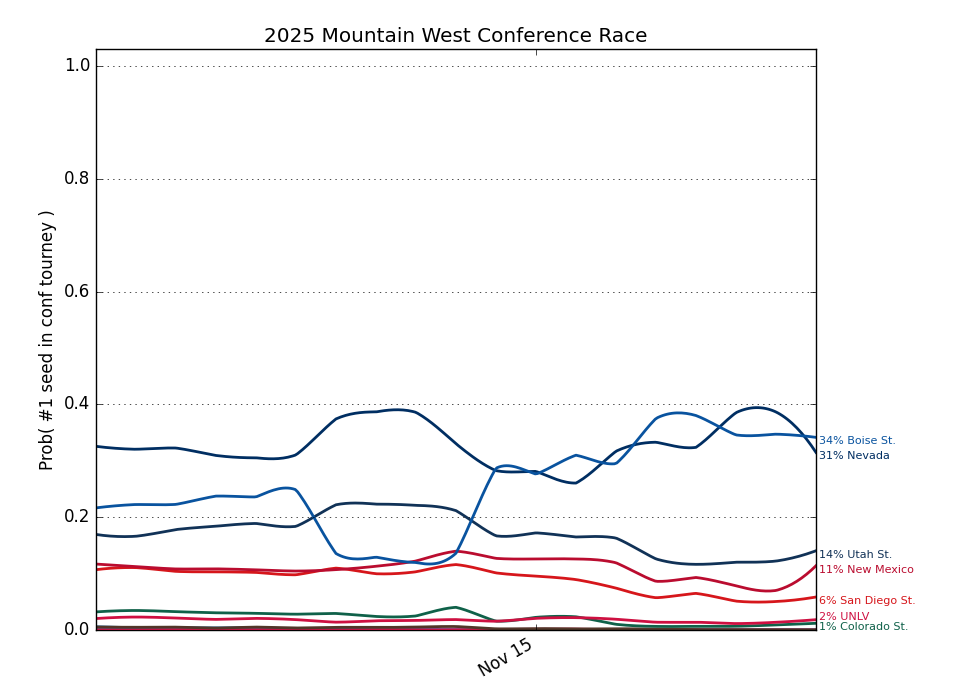 2025 Mountain West Conference Race
Prob( #1 seed in conf tourney )
1.0
0.8
0.6
0.4
0.2
0.0
Nov 15
34% Boise St.
31% Nevada
14% Utah St.
11% New Mexico
6% San Diego St.
2% UNLV
1% Colorado St.